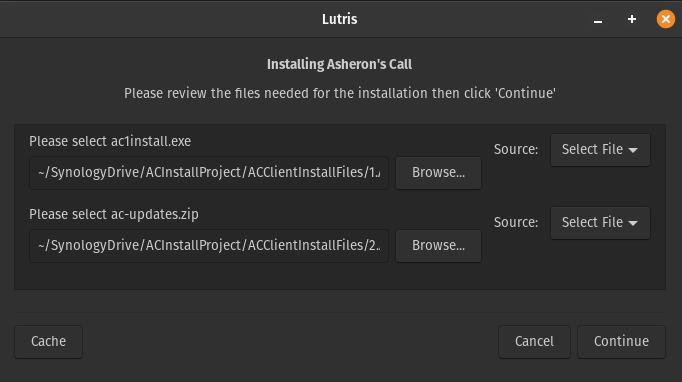 Lutris
Installing Asheron's Call
Please review the files needed for the installation then click 'Continue'
Please select ac1install.exe
Source:
Select File
~/SynologyDrive/ACInstallProject/ACClientInstallFiles/1.
Browse...
Please select ac-updates.zip
Source:
Select File
~/SynologyDrive/ACInstallProject/ACClientInstallFiles/2.
Browse...
Cache
Cancel
Continue